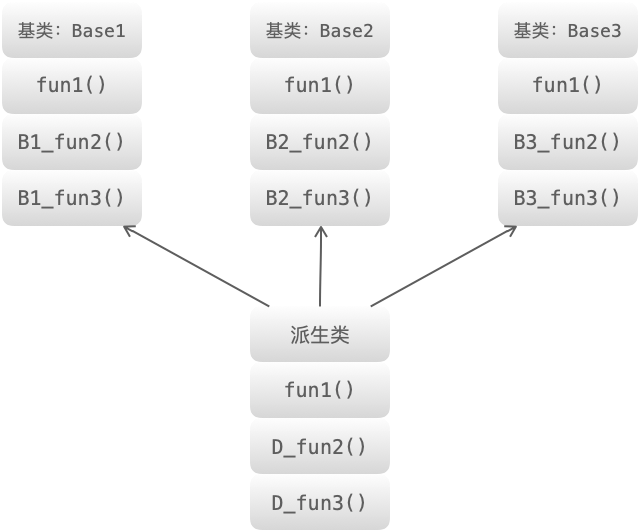 基类：Base1
fun1()
B1_fun2()
B1_fun3()
基类：Base2
fun1()
B2_fun2()
B2_fun3()
基类：Base3
fun1()
B3_fun2()
B3_fun3()
派生类
fun1()
D_fun2()
D_fun3()